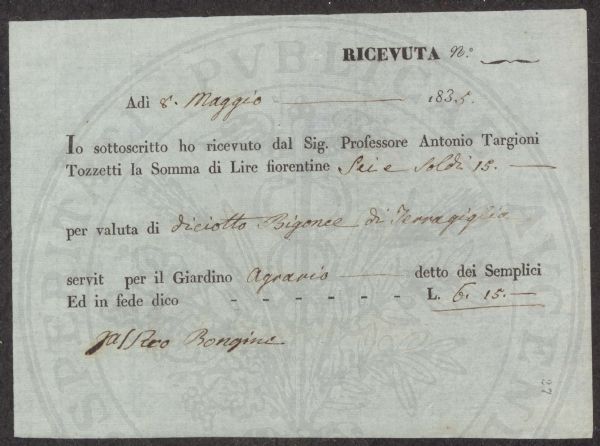 RICEVUTA N.º
Adì 8. Maggio 1835.
Io sottoscritto ho ricevuto dal Sig. Professore Antonio Targioni
Tozzetti la Somma di Lire fiorentine Sei e Soldi 15.—
per valuta di diciotto Bigonce di Terragiglia
servit per il Giardino Agrario detto dei Semplici
Ed in fede dico - - - - - - L. 6. 15.—
Bongini
27